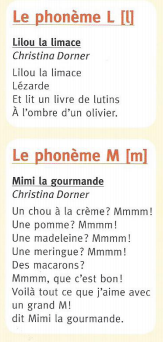 Le phonème L [l]
Lilou la limace
Christina Dorner
Lilou la limace
Lézarde
Et lit un livre de lutins
À l'ombre d'un olivier.
Le phonème M [m]
Mimi la gourmande
Christina Dorner
Un chou à la crème? Mmmm!
Une pomme? Mmmm!
Une madeleine? Mmmm!
Une meringue? Mmmm!
Des macarons?
Mmmm, que c'est bon!
Voilà tout ce que j'aime avec
un grand M!
dit Mimi la gourmande.